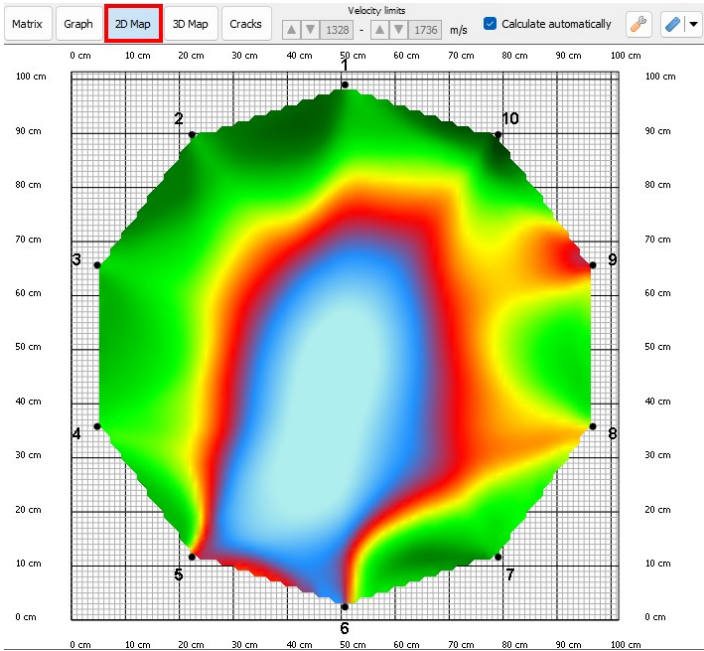 Matrix Graph 2D Map 3D Map Cracks
Velocity limits
1328 - 1736 m/s
Calculate automatically
0 cm 10 cm 20 cm 30 cm 40 cm 50 cm 60 cm 70 cm 80 cm 90 cm 100 cm
1
100 cm 100 cm
2 10
90 cm 90 cm
80 cm 80 cm
70 cm 70 cm
3 9
60 cm 60 cm
50 cm 50 cm
40 cm 40 cm
4 8
30 cm 30 cm
20 cm 20 cm
10 cm 10 cm
5 7
6
0 cm 0 cm
0 cm 10 cm 20 cm 30 cm 40 cm 50 cm 60 cm 70 cm 80 cm 90 cm 100 cm